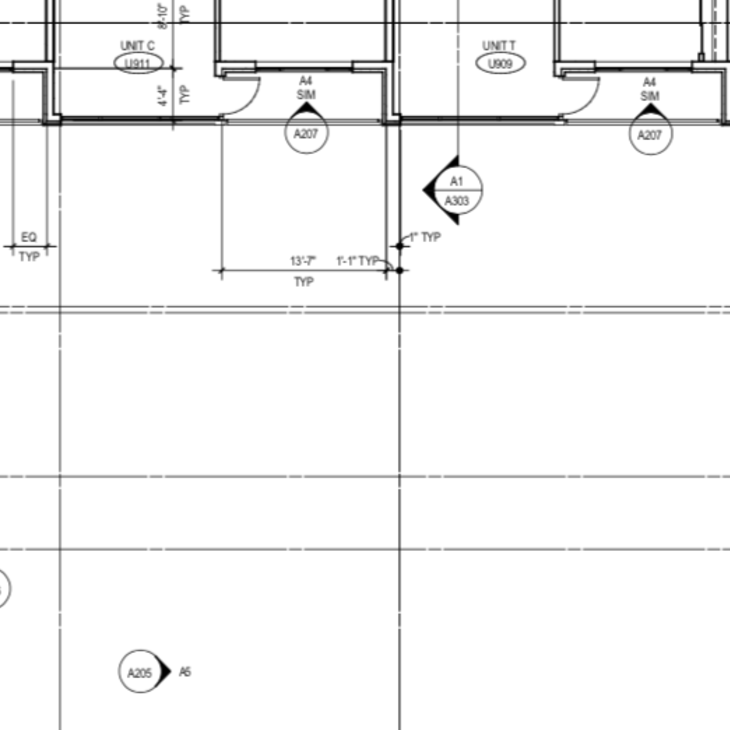 8'-10"
TYP
UNIT C
U911
4'-4"
TYP
A4
SIM
A207
UNIT T
U909
A4
SIM
A207
A1
A303
EQ
TYP
1" TYP
13'-7"
TYP
1'-1" TYP
A205
A5